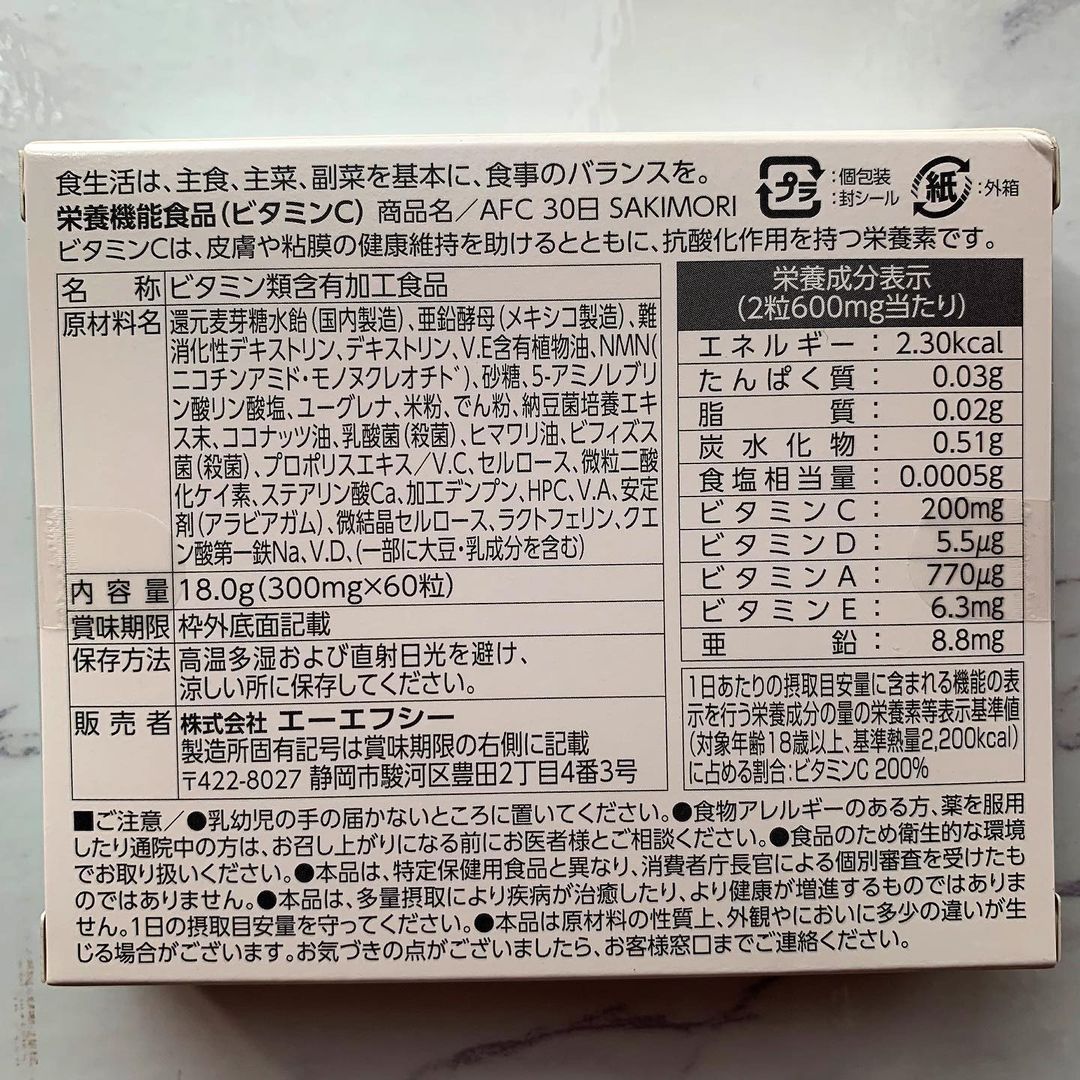 食生活は、主食、主菜、副菜を基本に、食事のバランスを。
栄養機能食品(ビタミンC) 商品名/AFC 30日 SAKIMORI
ビタミンCは、皮膚や粘膜の健康維持を助けるとともに、抗酸化作用を持つ栄養素です。
プラ :個包装
:封シール
紙 :外箱
名 称 ビタミン類含有加工食品
原材料名 還元麦芽糖水飴(国内製造)、亜鉛酵母(メキシコ製造)、難
消化性デキストリン、デキストリン、V.E含有植物油、NMN(
ニコチンアミド・モノヌクレオチド)、砂糖、5-アミノレブリ
ン酸リン酸塩、ユーグレナ、米粉、でん粉、納豆菌培養エキ
ス末、ココナッツ油、乳酸菌(殺菌)、ヒマワリ油、ビフィズス
菌(殺菌)、プロポリスエキス/V.C、セルロース、微粒二酸
化ケイ素、ステアリン酸Ca、加工デンプン、HPC、V.A、安定
剤(アラビアガム)、微結晶セルロース、ラクトフェリン、クエ
ン酸第一鉄Na、V.D、(一部に大豆・乳成分を含む)
内容量 18.0g(300mg×60粒)
賞味期限 枠外底面記載
保存方法 高温多湿および直射日光を避け、
涼しい所に保存してください。
販売者 株式会社 エーエフシー
製造所固有記号は賞味期限の右側に記載
〒422-8027 静岡市駿河区豊田2丁目4番3号
栄養成分表示
(2粒600mg当たり)
エネルギー: 2.30kcal
たんぱく質: 0.03g
脂質: 0.02g
炭水化物: 0.51g
食塩相当量: 0.0005g
ビタミンC: 200mg
ビタミンD: 5.5μg
ビタミンA: 770μg
ビタミンE: 6.3mg
亜鉛: 8.8mg
1日あたりの摂取目安量に含まれる機能の表
示を行う栄養成分の量の栄養素等表示基準値
(対象年齢18歳以上、基準熱量2,200kcal)
に占める割合:ビタミンC 200%
■ご注意/●乳幼児の手の届かないところに置いてください。●食物アレルギーのある方、薬を服用
したり通院中の方は、お召し上がりになる前にお医者様とご相談ください。●食品のため衛生的な環境
でお取り扱いください。●本品は、特定保健用食品と異なり、消費者庁長官による個別審査を受けたも
のではありません。●本品は、多量摂取により疾病が治癒したり、より健康が増進するものではありま
せん。1日の摂取目安量を守ってください。●本品は原材料の性質上、外観やにおいに多少の違いが生
じる場合がございます。お気づきの点がございましたら、お客様窓口までご連絡ください。